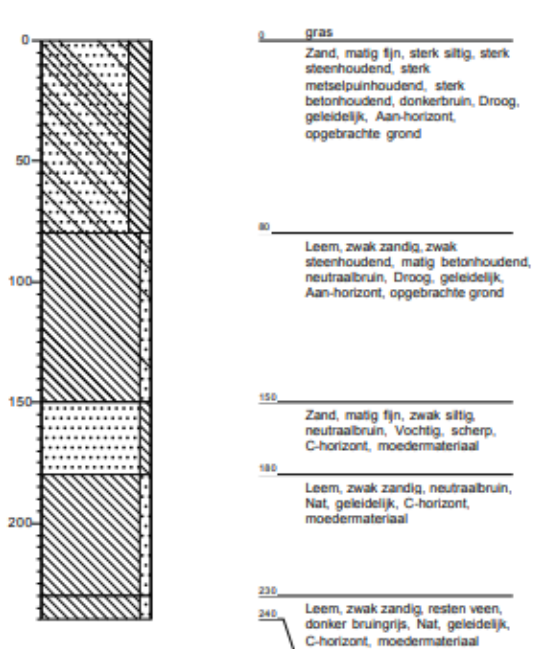 0
50
100
150
200
0 gras
Zand, matig fijn, sterk siltig, sterk
steenhoudend, sterk
metselpuinhoudend, sterk
betonhoudend, donkerbruin, Droog,
geleidelijk, Aan-horizont,
opgebrachte grond
80
Leem, zwak zandig, zwak
steenhoudend, matig betonhoudend,
neutraalbruin, Droog, geleidelijk,
Aan-horizont, opgebrachte grond
150
Zand, matig fijn, zwak siltig,
neutraalbruin, Vochtig, scherp,
C-horizont, moedermateriaal
180
Leem, zwak zandig, neutraalbruin,
Nat, geleidelijk, C-horizont,
moedermateriaal
230
Leem, zwak zandig, resten veen,
240
donker bruingrijs, Nat, geleidelijk,
C-horizont, moedermateriaal